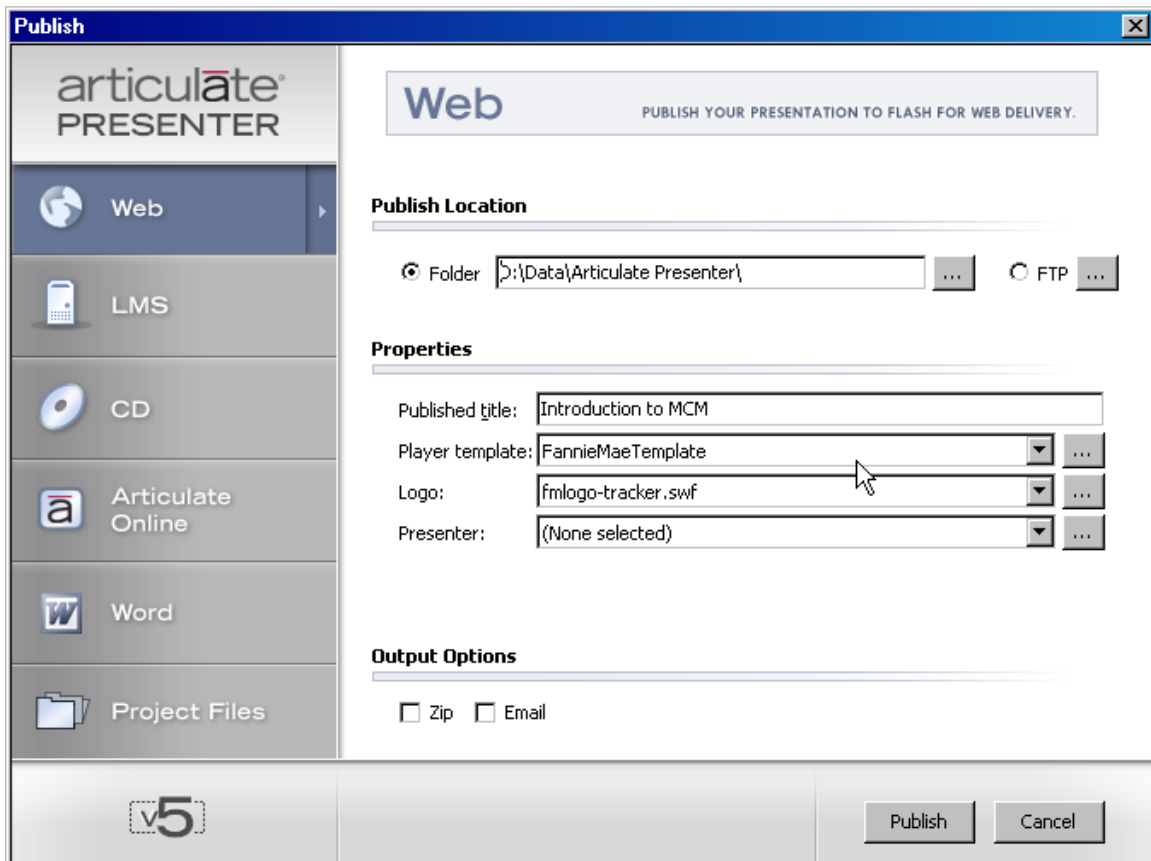 Publish
articulāte®
PRESENTER
Web
LMS
CD
Articulate
Online
Word
Project Files
v5
Web
PUBLISH YOUR PRESENTATION TO FLASH FOR WEB DELIVERY.
Publish Location
Folder
:\Data\Articulate Presenter\
...
FTP
...
Properties
Published title: Introduction to MCM
Player template: FannieMaeTemplate ...
Logo: fmlogo-tracker.swf ...
Presenter: (None selected) ...
Output Options
Zip Email
Publish Cancel